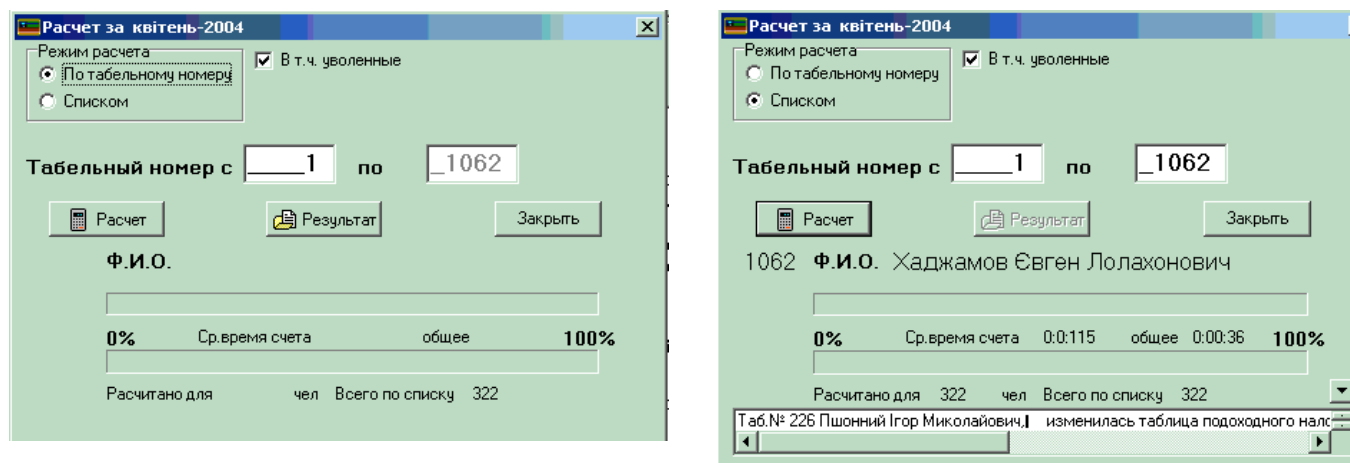 Расчет за квітень-2004
Режим расчета
По табельному номеру
В т.ч. уволенные
Списком
Табельный номер с _____1 по _1062
Расчет Результат Закрыть
Ф.И.О.
0% Ср.время счета общее 100%
Расчитано для чел Всего по списку 322
Расчет за квітень-2004
Режим расчета
По табельному номеру
В т.ч. уволенные
Списком
Табельный номер с _____1 по _1062
Расчет Результат Закрыть
1062 Ф.И.О. Хаджамов Євген Лолахонович
0% Ср.время счета 0:0:115 общее 0:00:36 100%
Расчитано для 322 чел Всего по списку 322
Таб.№ 226 Пшонний Ігор Миколайович, изменилась таблица подоходного